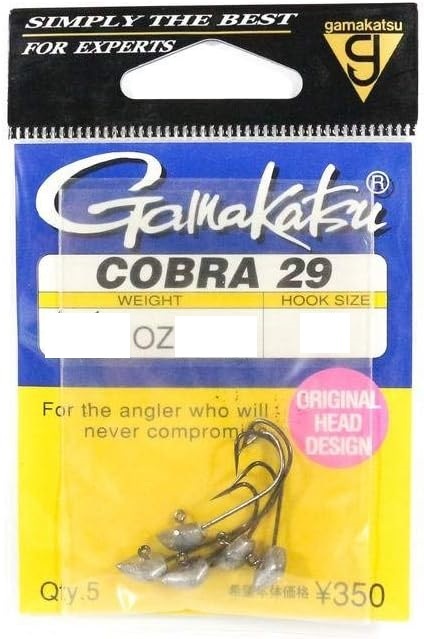 SIMPLY THE BEST
FOR EXPERTS
gamakatsu
Gamakatsu®
COBRA 29
WEIGHT HOOK SIZE
OZ
For the angler who will
never compromise
ORIGINAL
HEAD
DESIGN
Qty.5
希望 体価格 ¥350